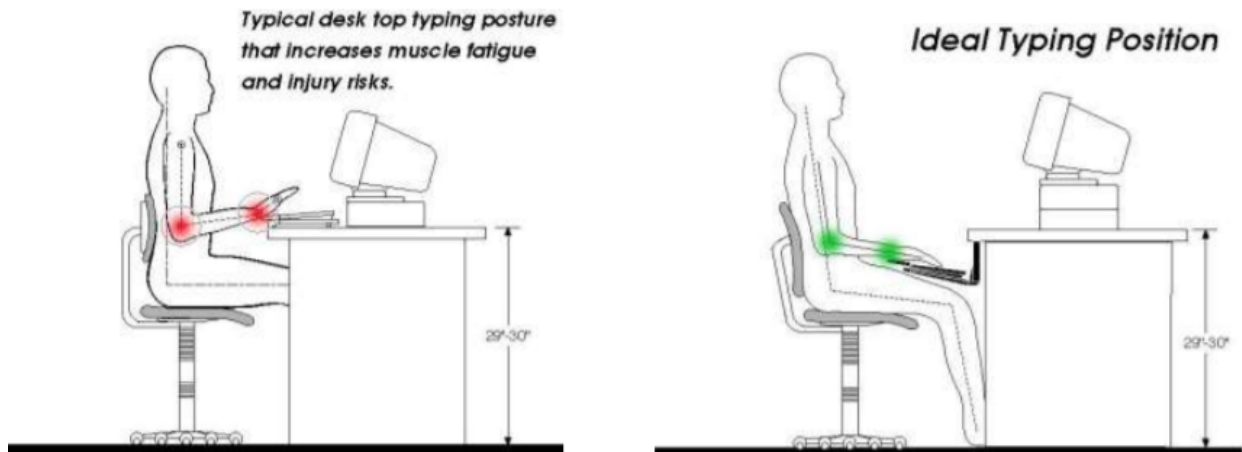 Typical desk top typing posture
that increases muscle fatigue
and injury risks.
29"-30"
Ideal Typing Position
29"-30"